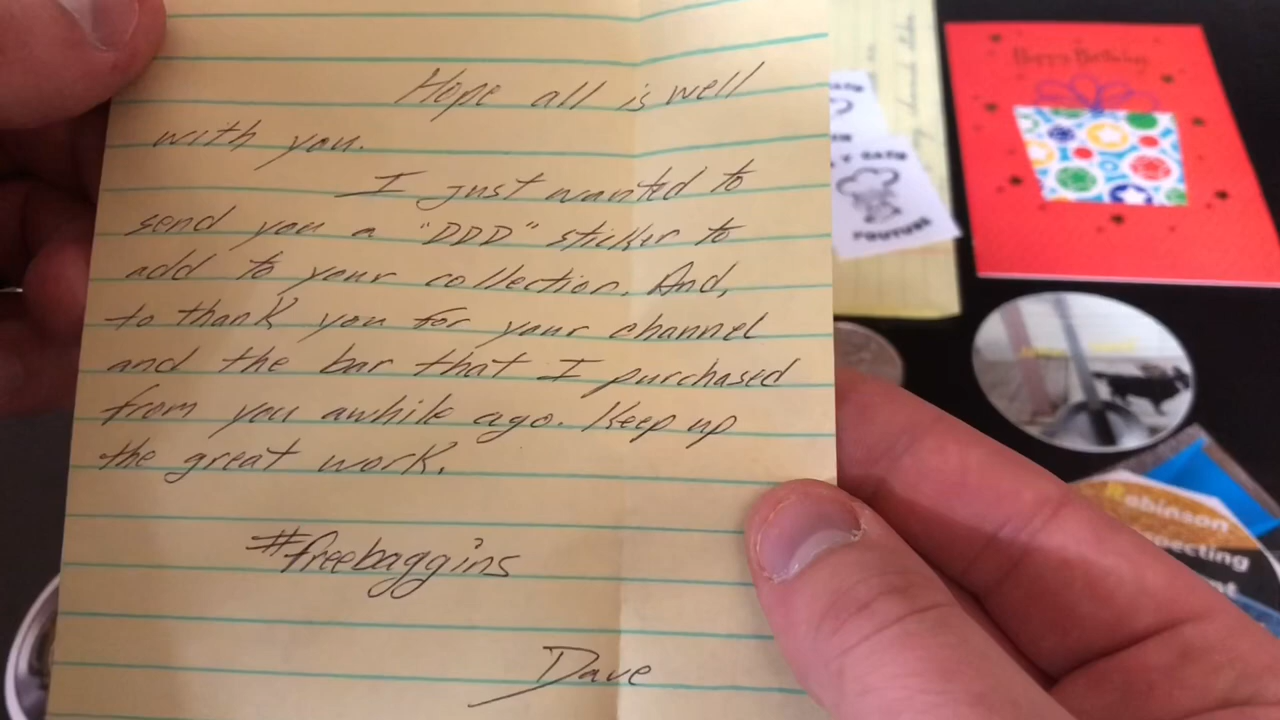 Hope all is well
with you.
I just wanted to
send you a "DDD" sticker to
add to your collection. And,
to thank you for your channel
and the bar that I purchased
from you awhile ago. Keep up
the great work.
#freebaggins
Dave
Happy Birthday
YOUTUBE
Robinson